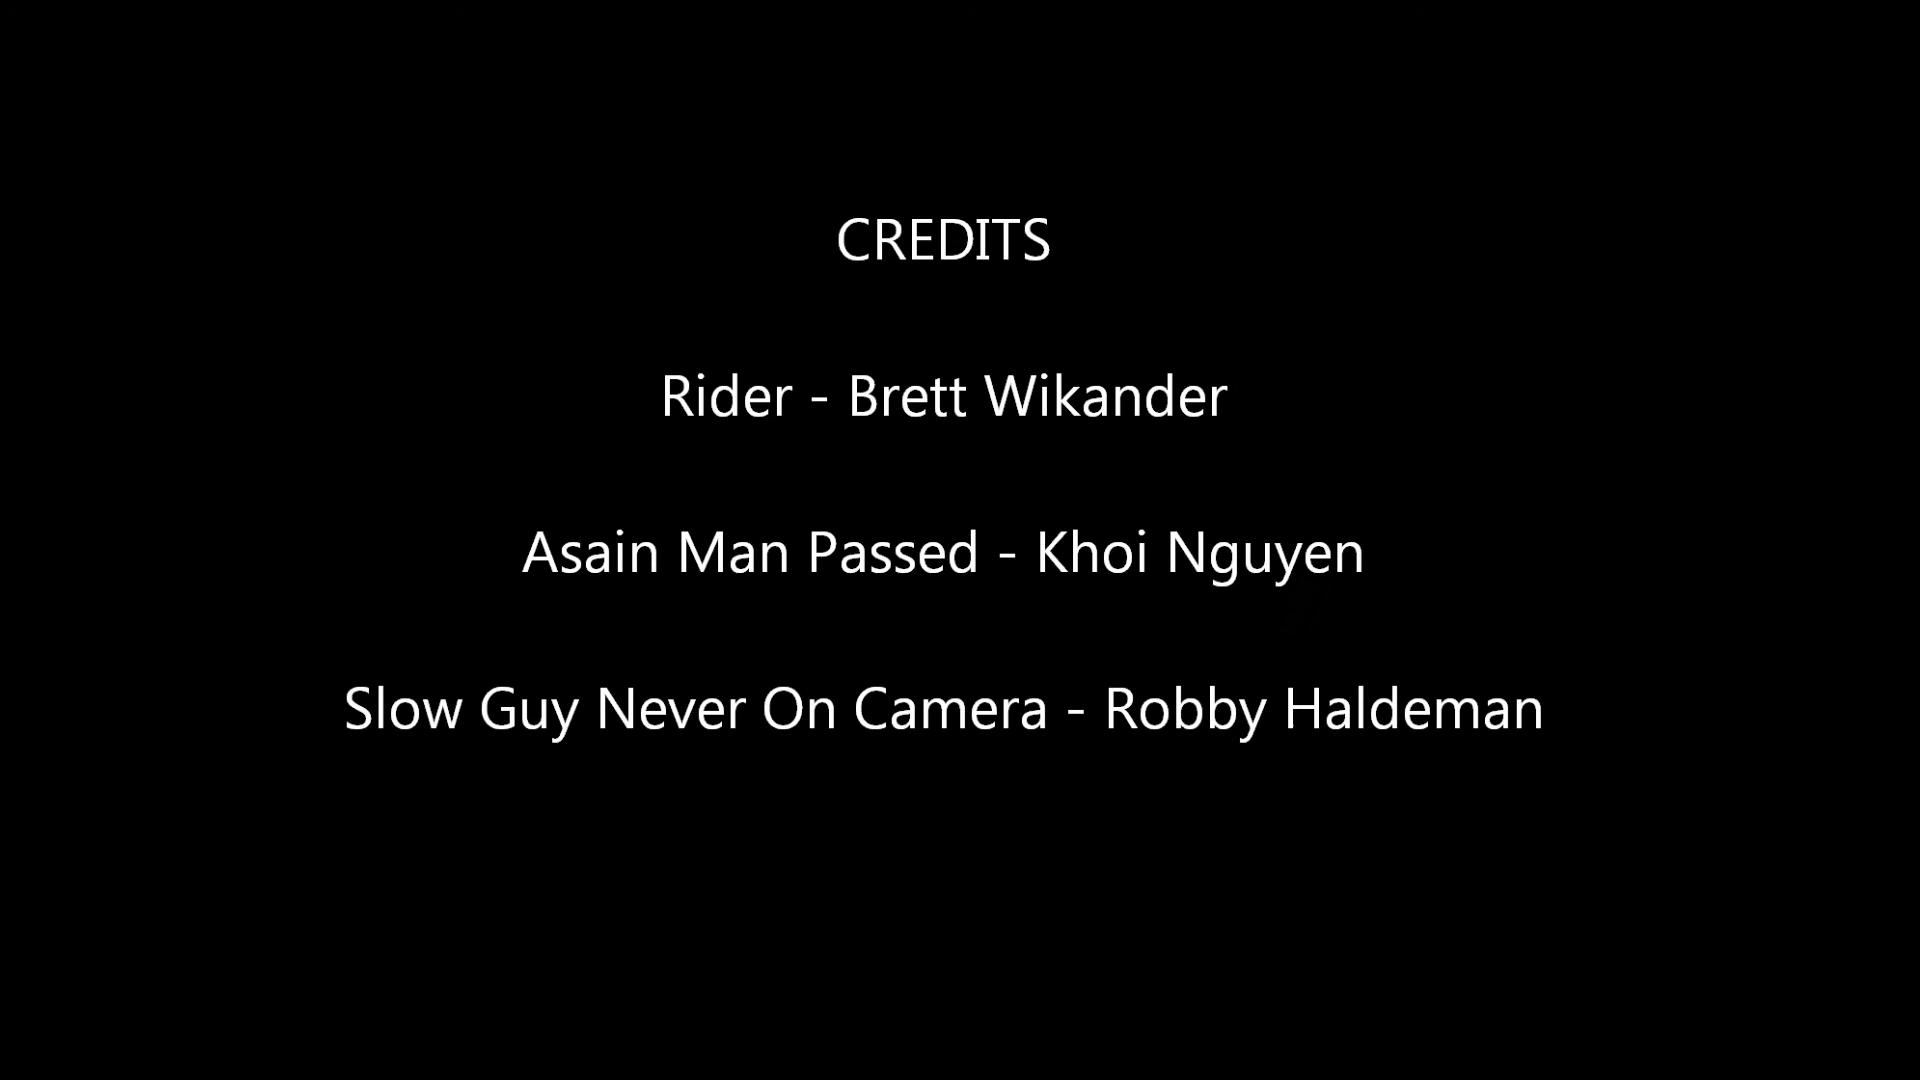 CREDITS
Rider - Brett Wikander
Asain Man Passed - Khoi Nguyen
Slow Guy Never On Camera - Robby Haldeman